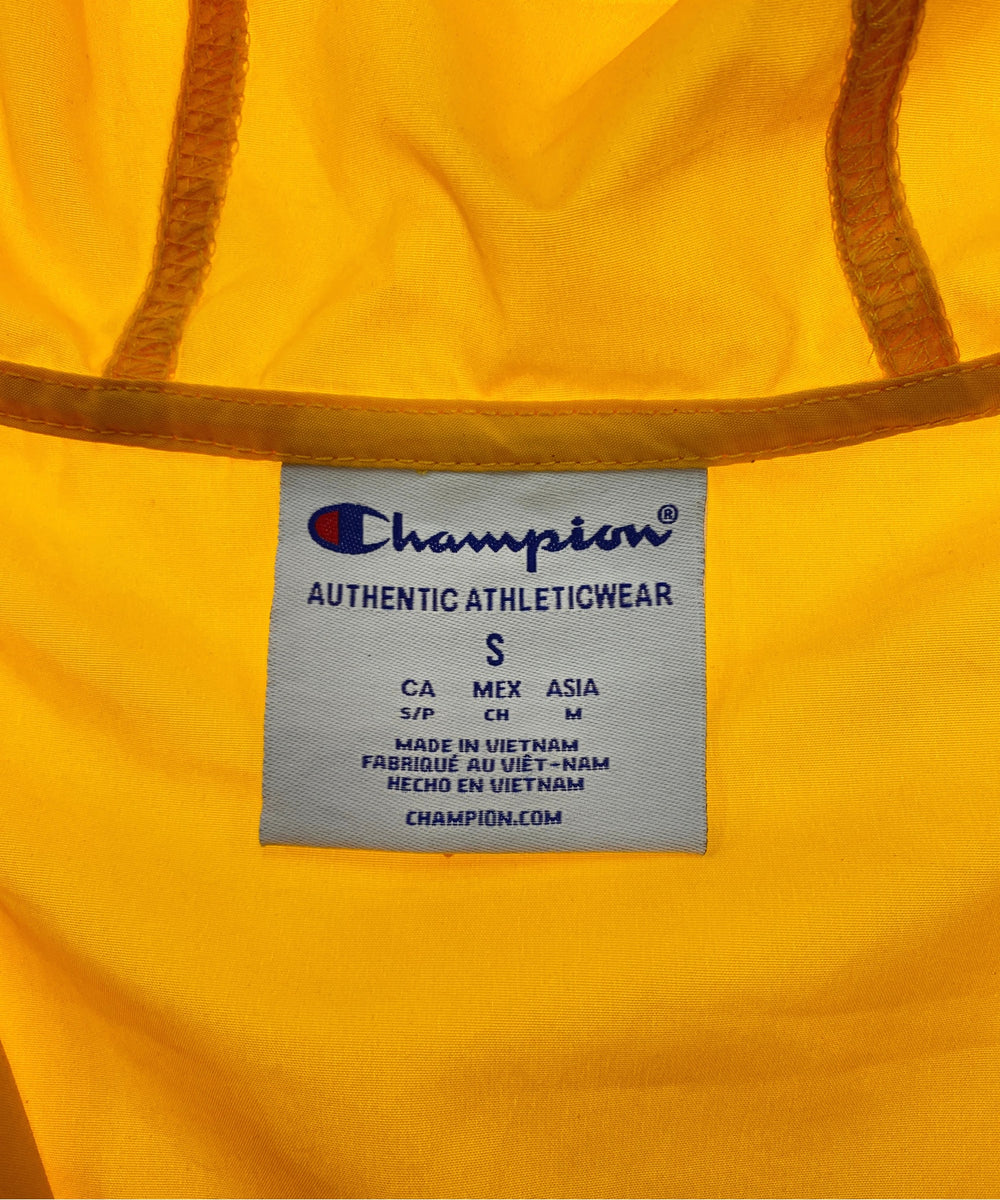 Champion®
AUTHENTIC ATHLETICWEAR
S
CA MEX ASIA
S/P CH M
MADE IN VIETNAM
FABRIQUÉ AU VIÊT-NAM
HECHO EN VIETNAM
CHAMPION.COM